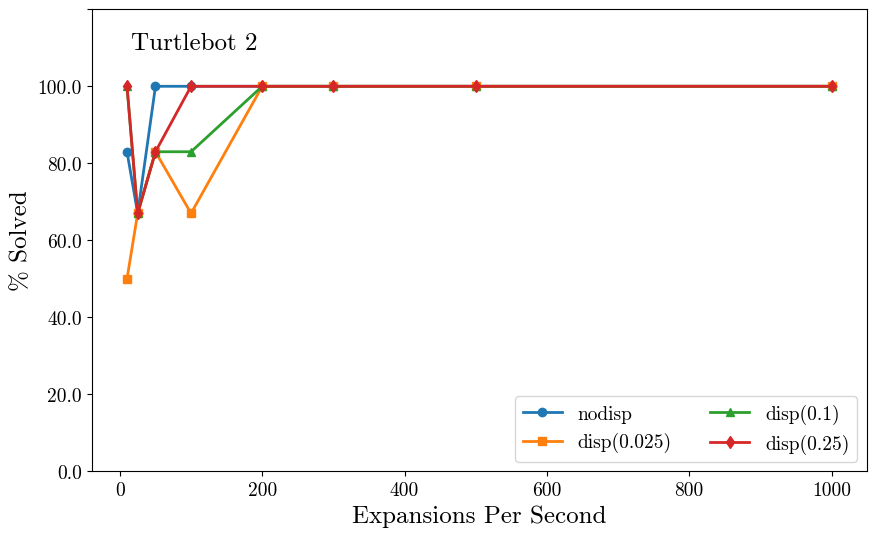 Turtlebot 2
100.0
80.0
60.0
40.0
20.0
0.0
% Solved
0 200 400 600 800 1000
Expansions Per Second
nodisp disp(0.1)
disp(0.025) disp(0.25)